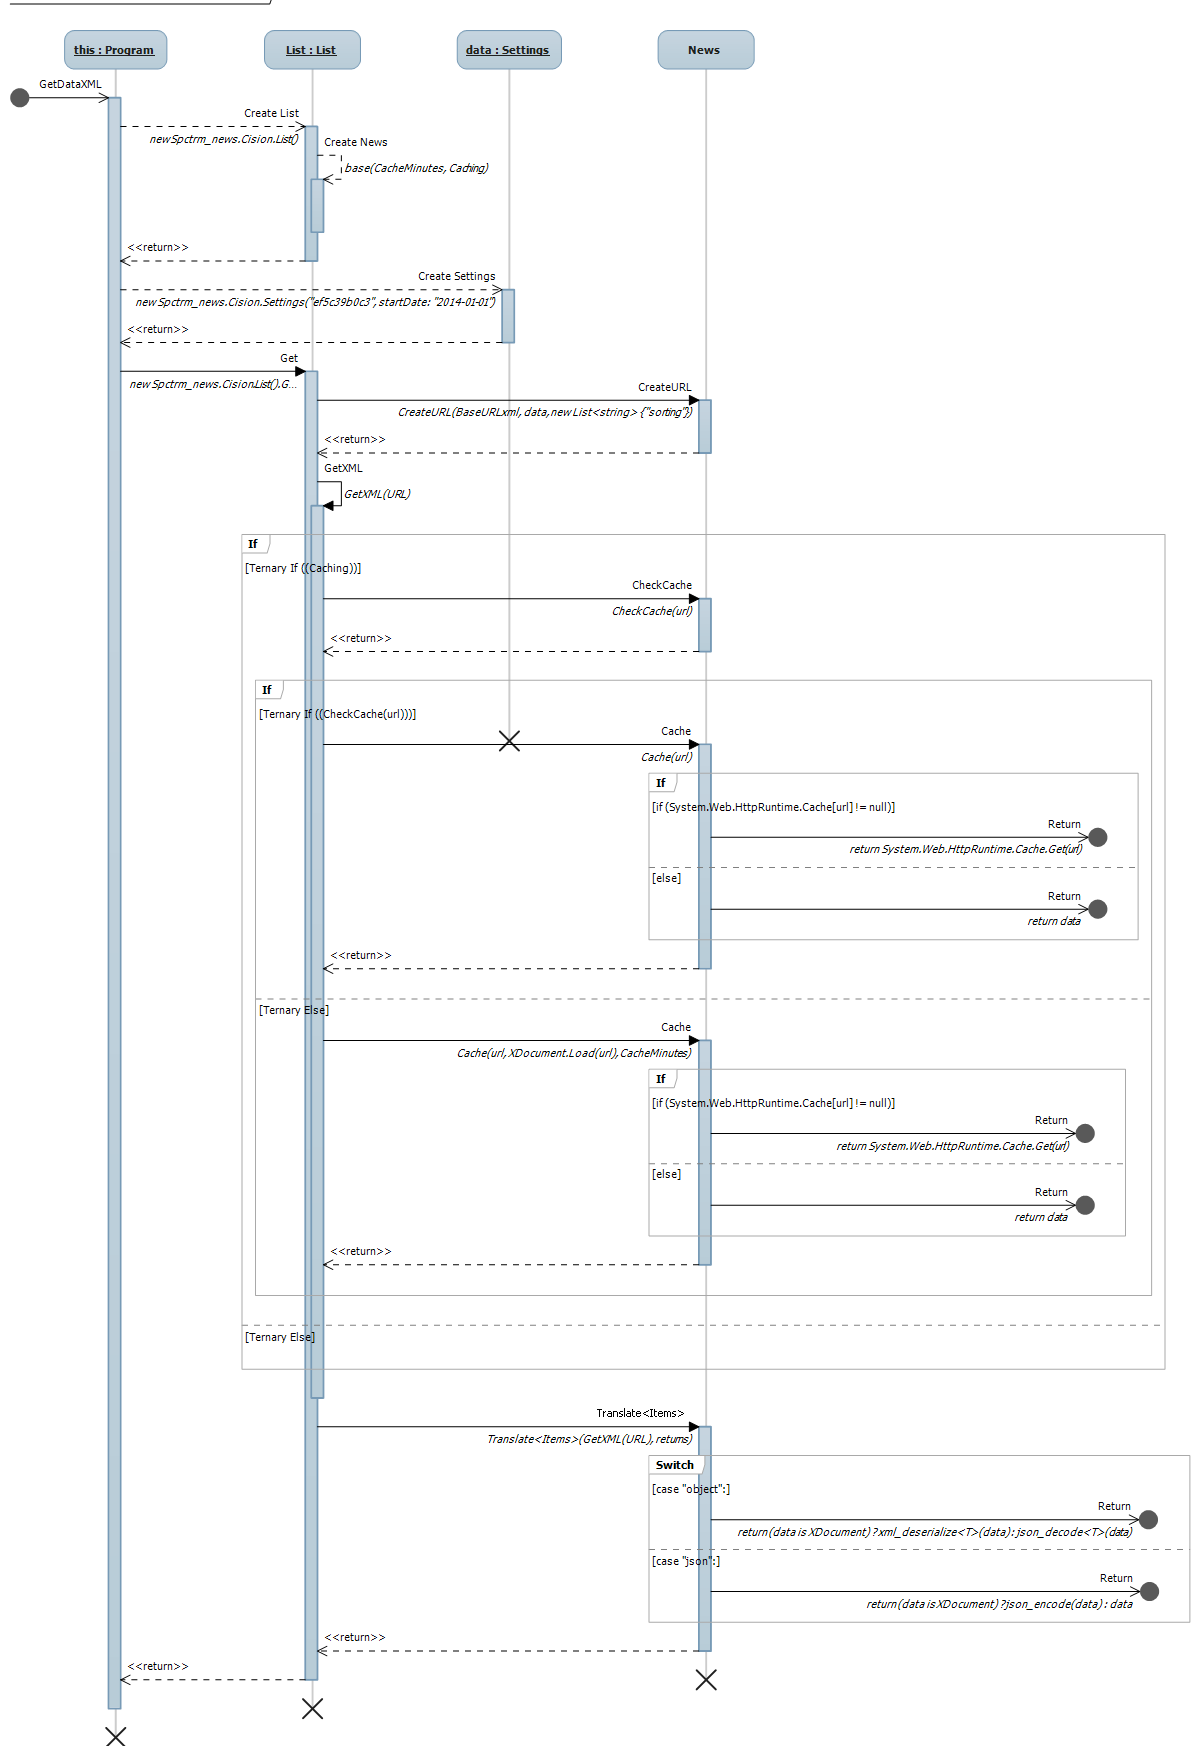 this : Program
List : List
data : Settings
News
GetDataXML
Create List
new Spctrm_news.Cision.List()
Create News
base(CacheMinutes, Caching)
<<return>>
Create Settings
new Spctrm_news.Cision.Settings("ef5c39b0c3", startDate: "2014-01-01")
<<return>>
Get
new Spctrm_news.Cision.List().G...
CreateURL
CreateURL(BaseURLxml, data, new List<string> {"sorting"})
<<return>>
GetXML
GetXML(URL)
If
[Ternary If ((Caching))]
CheckCache
CheckCache(url)
<<return>>
If
[Ternary If ((CheckCache(url)))]
Cache
Cache(url)
If
[if (System.Web.HttpRuntime.Cache[url] != null)]
Return
return System.Web.HttpRuntime.Cache.Get(url)
[else]
Return
return data
<<return>>
[Ternary Else]
Cache
Cache(url, XDocument.Load(url), CacheMinutes)
If
[if (System.Web.HttpRuntime.Cache[url] != null)]
Return
return System.Web.HttpRuntime.Cache.Get(url)
[else]
Return
return data
<<return>>
[Ternary Else]
Translate<Items>
Translate<Items>(GetXML(URL), returns)
Switch
[case "object":]
Return
return (data is XDocument) ? xml_deserialize<T>(data) : json_decode<T>(data)
[case "json":]
Return
return (data is XDocument) ? json_encode(data) : data
<<return>>
<<return>>